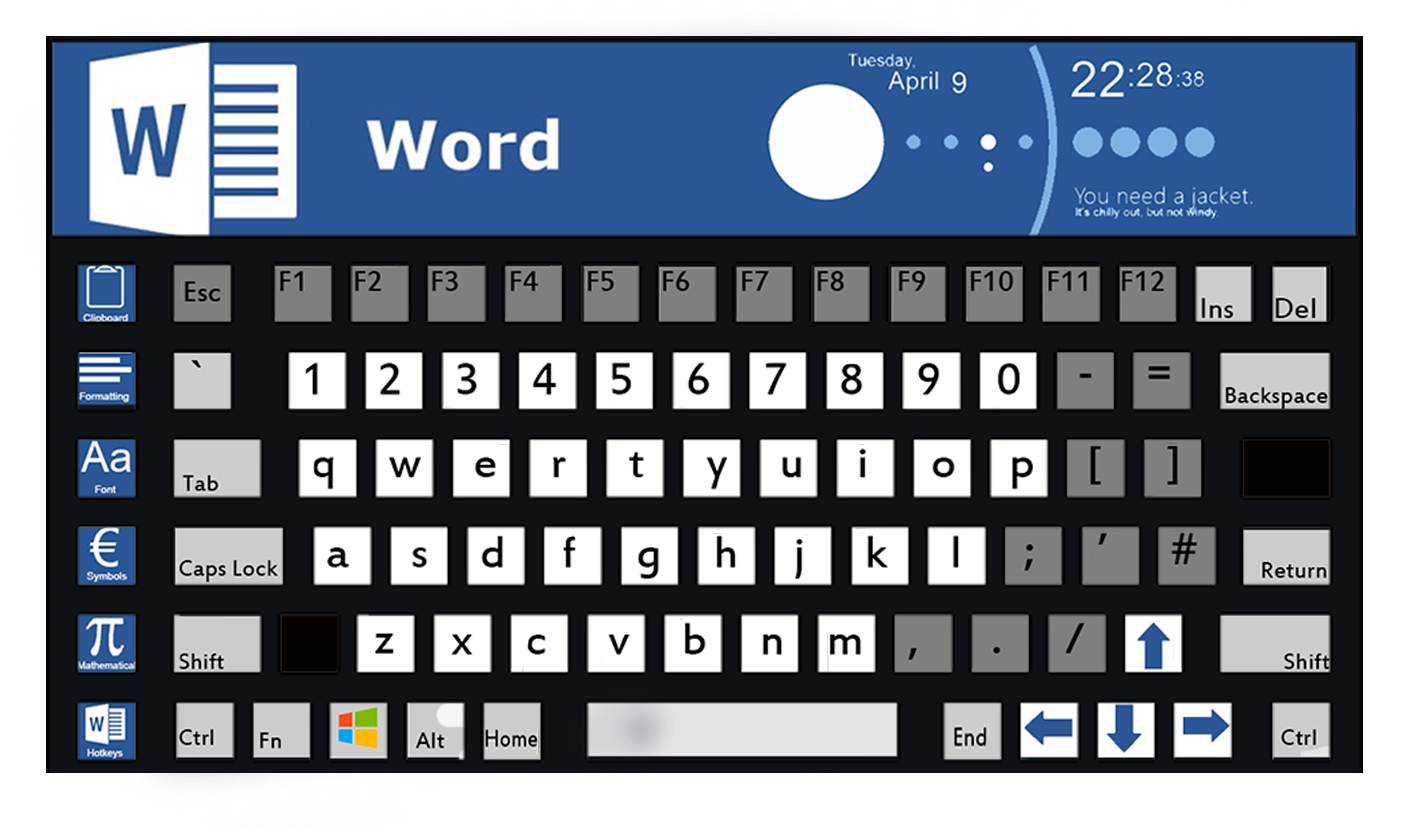 W Word
Tuesday,
April 9
22:28:38
You need a jacket.
It's chilly out, but not windy.
Clipboard Esc F1 F2 F3 F4 F5 F6 F7 F8 F9 F10 F11 F12 Ins Del
Formatting ` 1 2 3 4 5 6 7 8 9 0 - = Backspace
Aa Font Tab q w e r t y u i o p [ ]
€ Symbols Caps Lock a s d f g h j k l ; ' # Return
π Mathematical Shift z x c v b n m , . / Shift
W Hotkeys Ctrl Fn Alt Home End Ctrl